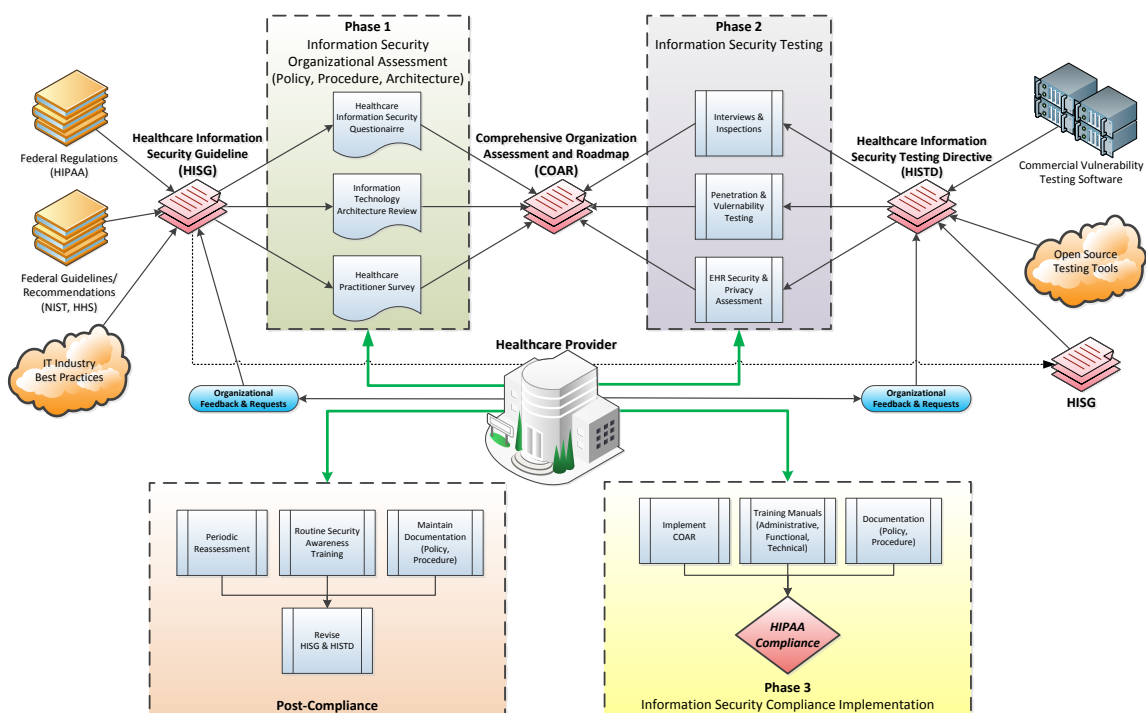 Phase 1
Information Security
Organizational Assessment
(Policy, Procedure, Architecture)
Healthcare
Information Security
Questionairre
Information
Technology
Architecture Review
Healthcare
Practitioner Survey
Phase 2
Information Security Testing
Interviews &
Inspections
Penetration &
Vulernability
Testing
EHR Security &
Privacy
Assessment
Federal Regulations
(HIPAA)
Federal Guidelines/
Recommendations
(NIST, HHS)
IT Industry
Best Practices
Healthcare Information
Security Guideline
(HISG)
Comprehensive Organization
Assessment and Roadmap
(COAR)
Healthcare Information
Security Testing Directive
(HISTD)
Commercial Vulnerability
Testing Software
Open Source
Testing Tools
HISG
Healthcare Provider
Organizational
Feedback & Requests
Organizational
Feedback & Requests
Periodic
Reassessment
Routine Security
Awareness
Training
Maintain
Documentation
(Policy,
Procedure)
Revise
HISG & HISTD
Post-Compliance
Implement
COAR
Training Manuals
(Administrative,
Functional,
Technical)
Documentation
(Policy,
Procedure)
HIPAA
Compliance
Phase 3
Information Security Compliance Implementation